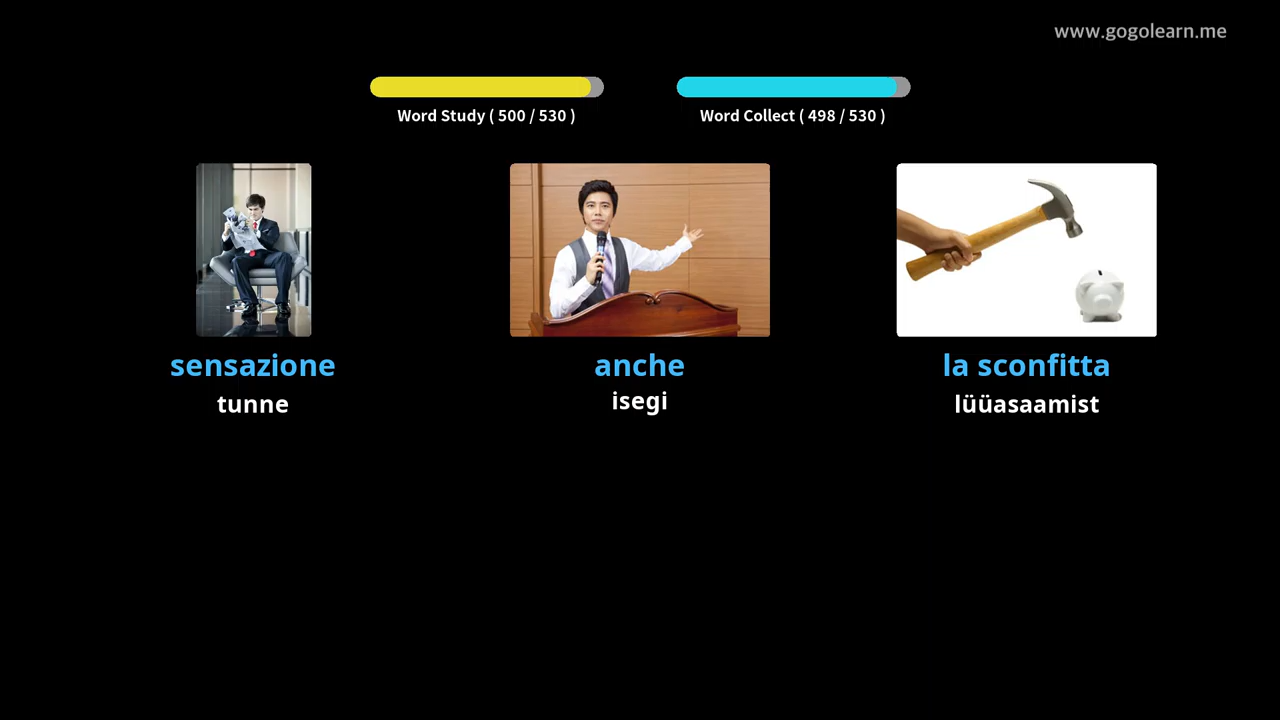 www.gogolearn.me
Word Study ( 500 / 530 )
Word Collect ( 498 / 530 )
sensazione
tunne
anche
isegi
la sconfitta
lüüasaamist